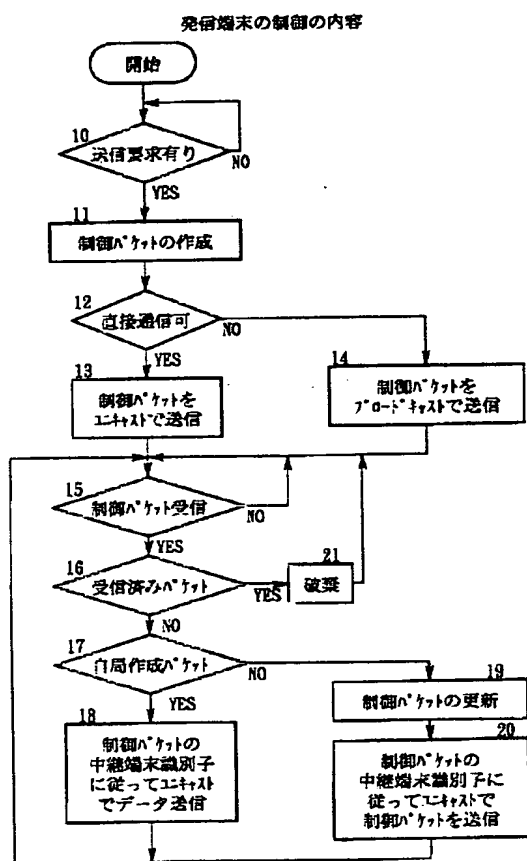 発信端末の制御の内容
開始
10
送信要求有り
NO
YES
11
制御パケットの作成
12
直接通信可
NO
YES
13
制御パケットを
ユニキャストで送信
14
制御パケットを
ブロードキャストで送信
15
制御パケット受信
NO
YES
16
受信済みパケット
YES
21
破棄
NO
17
自局作成パケット
NO
YES
18
制御パケットの
中継端末識別子
に従ってユニキャスト
でデータ送信
19
制御パケットの更新
20
制御パケットの
中継端末識別子に
従ってユニキャストで
制御パケットを送信